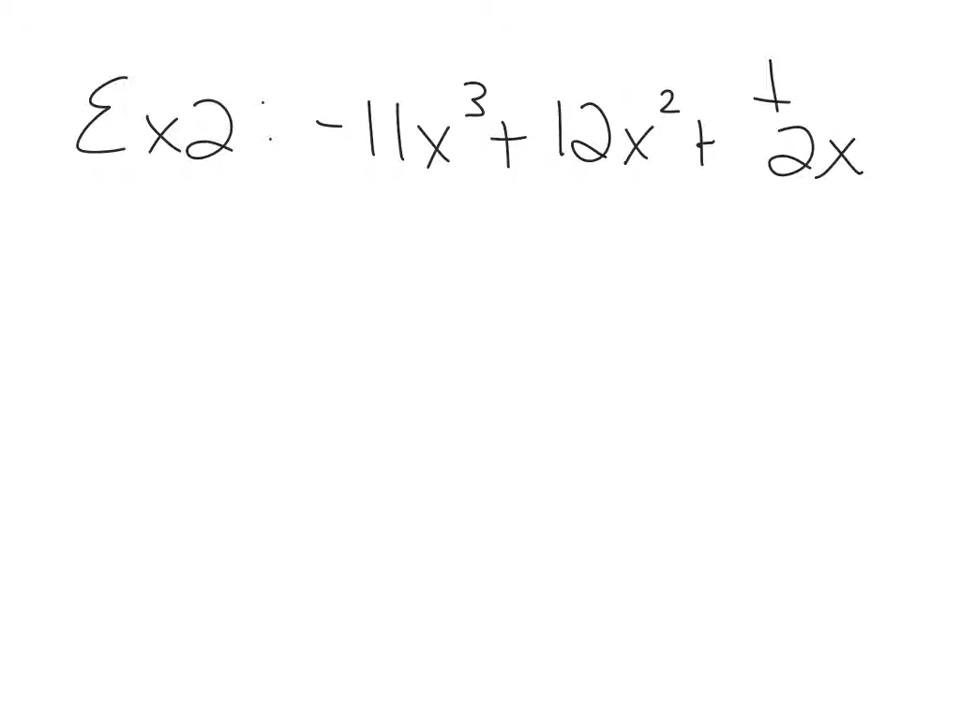 Ex2: -11x³ + 12x² + 1/2x